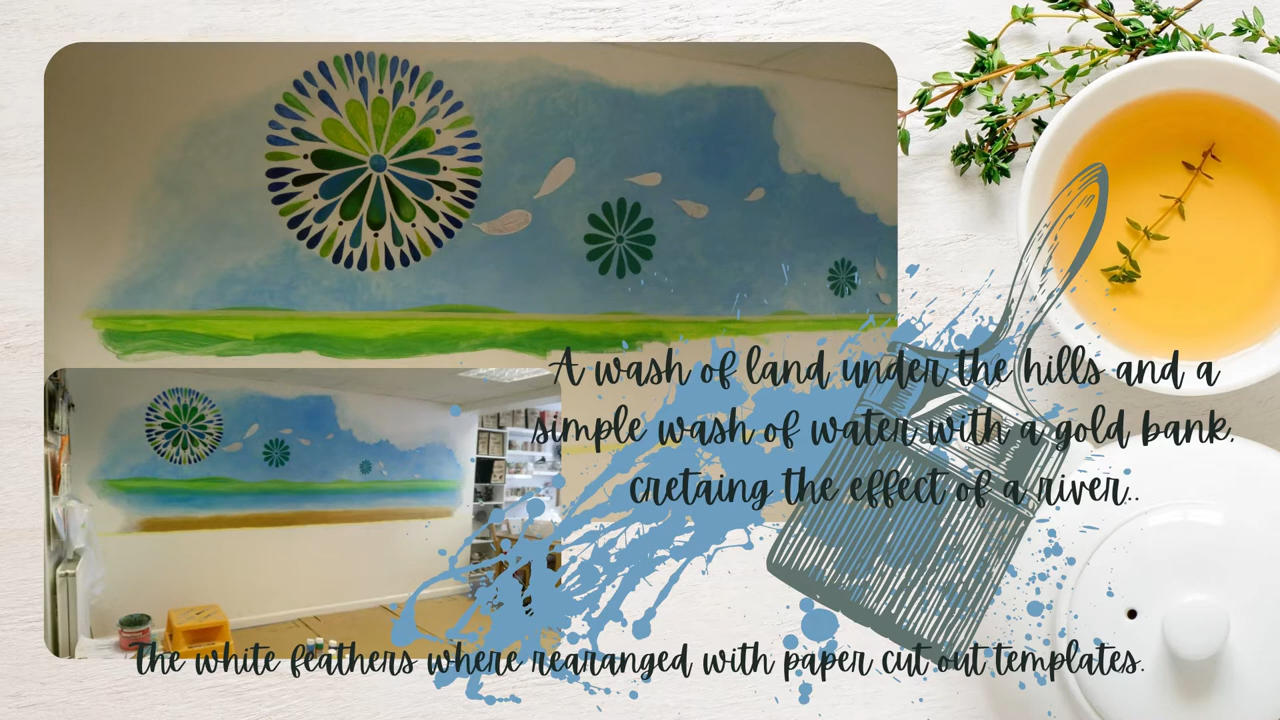 A wash of land under the hills and a
simple wash of water with a gold bank.
cretaing the effect of a river..
The white feathers where rearanged with paper cut out templates.